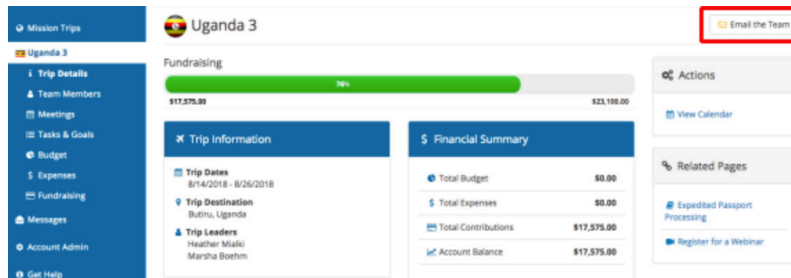 Mission Trips
Uganda 3
Trip Details
Team Members
Meetings
Tasks & Goals
Budget
Expenses
Fundraising
Messages
Account Admin
Get Help
Uganda 3
Email the Team
Fundraising
76%
$17,575.00
$23,100.00
Trip Information
Trip Dates
8/14/2018 - 8/26/2018
Trip Destination
Butiru, Uganda
Trip Leaders
Heather Mialki
Marsha Boehm
$ Financial Summary
Total Budget $0.00
$ Total Expenses $0.00
Total Contributions $17,575.00
Account Balance $17,575.00
Actions
View Calendar
Related Pages
Expedited Passport
Processing
Register for a Webinar